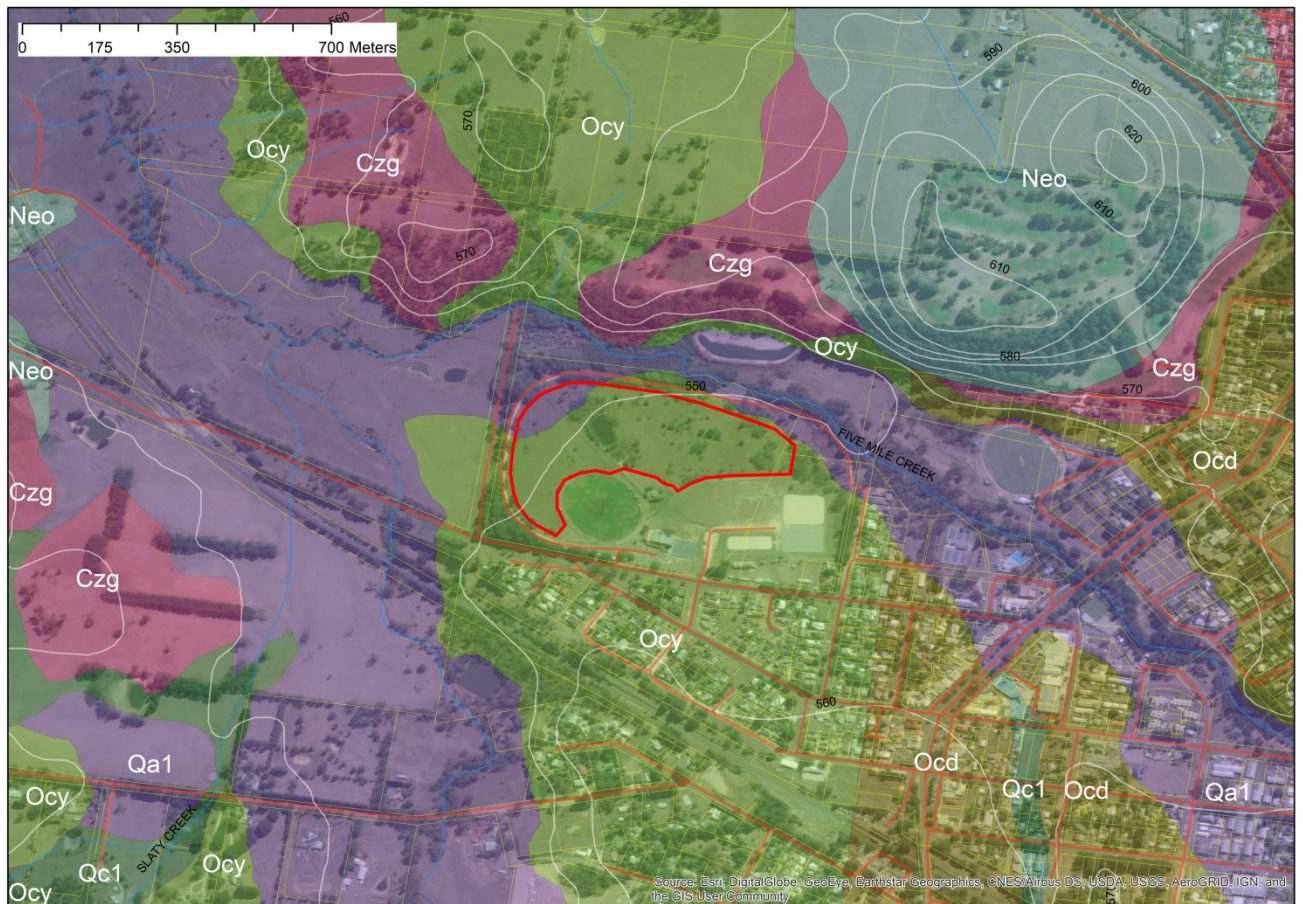 560
0 175 350 700 Meters
590
600
570
Ocy
620
Ocy
Czg
Neo
610
Neo
570
Czg
610
Ocy
580
Czg
Neo
570
550
FIVE MILE CREEK
Ocd
Czg
Czg
Ocy
560
Qa1
Ocd
Qc1
Ocd
Qa1
Ocy
SLATY CREEK
Qc1
Ocy
Ocy
Source: Esri, DigitalGlobe, GeoEye, Earthstar Geographics, CNES/Airbus DS, USDA, USGS, AeroGRID, IGN, and
the GIS User Community